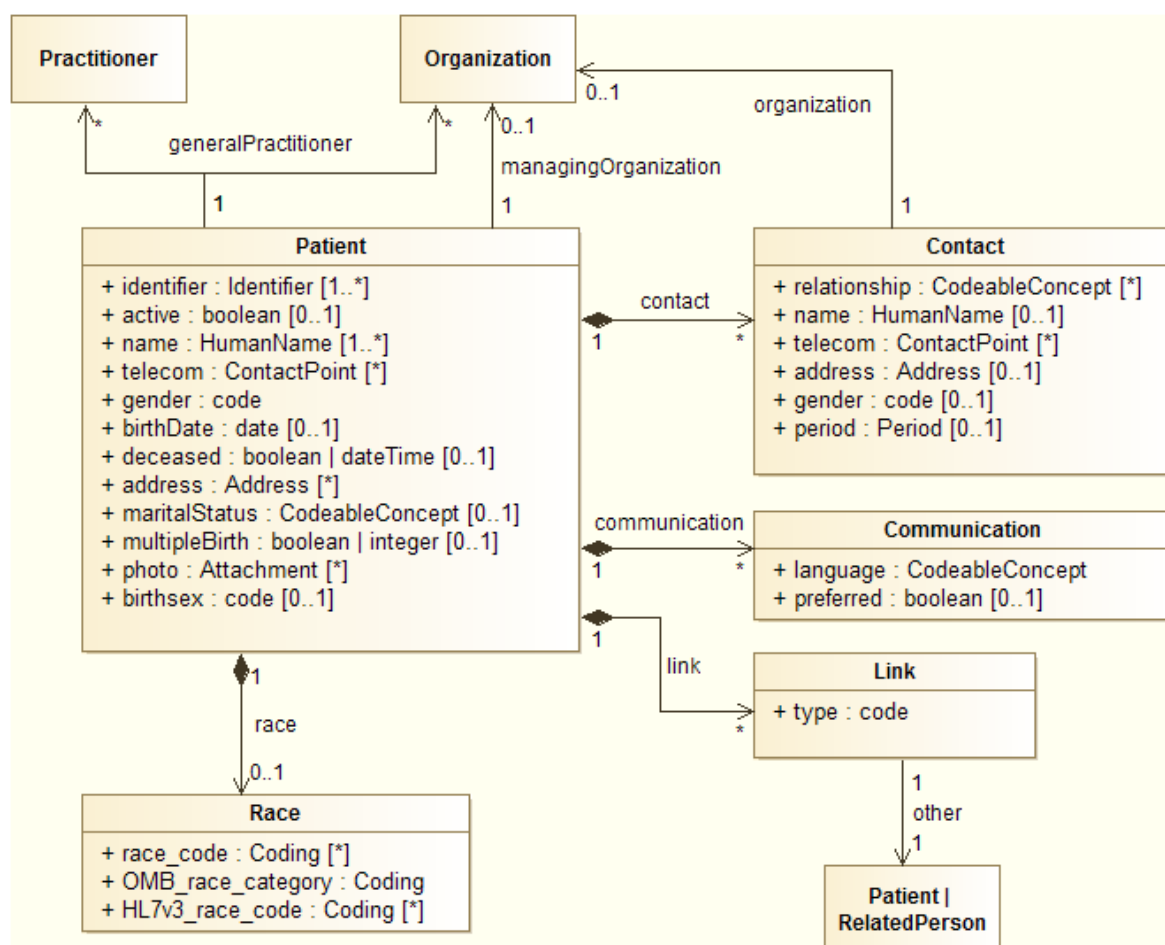 Practitioner
Organization
*
*
0..1
0..1
generalPractitioner
organization
managingOrganization
1
1
1
Patient
+ identifier : Identifier [1..*]
+ active : boolean [0..1]
+ name : HumanName [1..*]
+ telecom : ContactPoint [*]
+ gender : code
+ birthDate : date [0..1]
+ deceased : boolean | dateTime [0..1]
+ address : Address [*]
+ maritalStatus : CodeableConcept [0..1]
+ multipleBirth : boolean | integer [0..1]
+ photo : Attachment [*]
+ birthsex : code [0..1]
contact
1
*
Contact
+ relationship : CodeableConcept [*]
+ name : HumanName [0..1]
+ telecom : ContactPoint [*]
+ address : Address [0..1]
+ gender : code [0..1]
+ period : Period [0..1]
communication
1
*
Communication
+ language : CodeableConcept
+ preferred : boolean [0..1]
1
link
*
Link
+ type : code
1
race
0..1
Race
+ race_code : Coding [*]
+ OMB_race_category : Coding
+ HL7v3_race_code : Coding [*]
1
other
1
Patient |
RelatedPerson